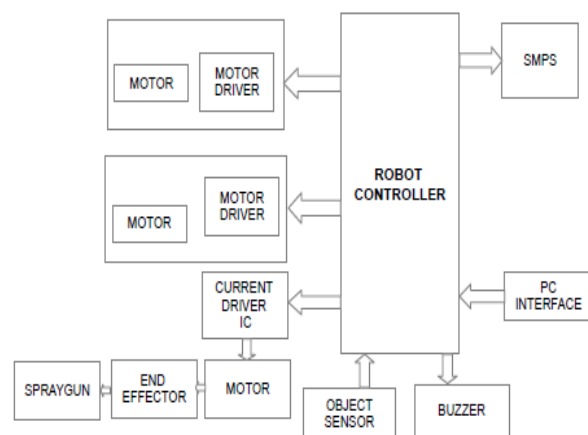 MOTOR
MOTOR
DRIVER
SMPS
ROBOT
CONTROLLER
MOTOR
MOTOR
DRIVER
CURRENT
DRIVER
IC
PC
INTERFACE
SPRAYGUN
END
EFFECTOR
MOTOR
OBJECT
SENSOR
BUZZER